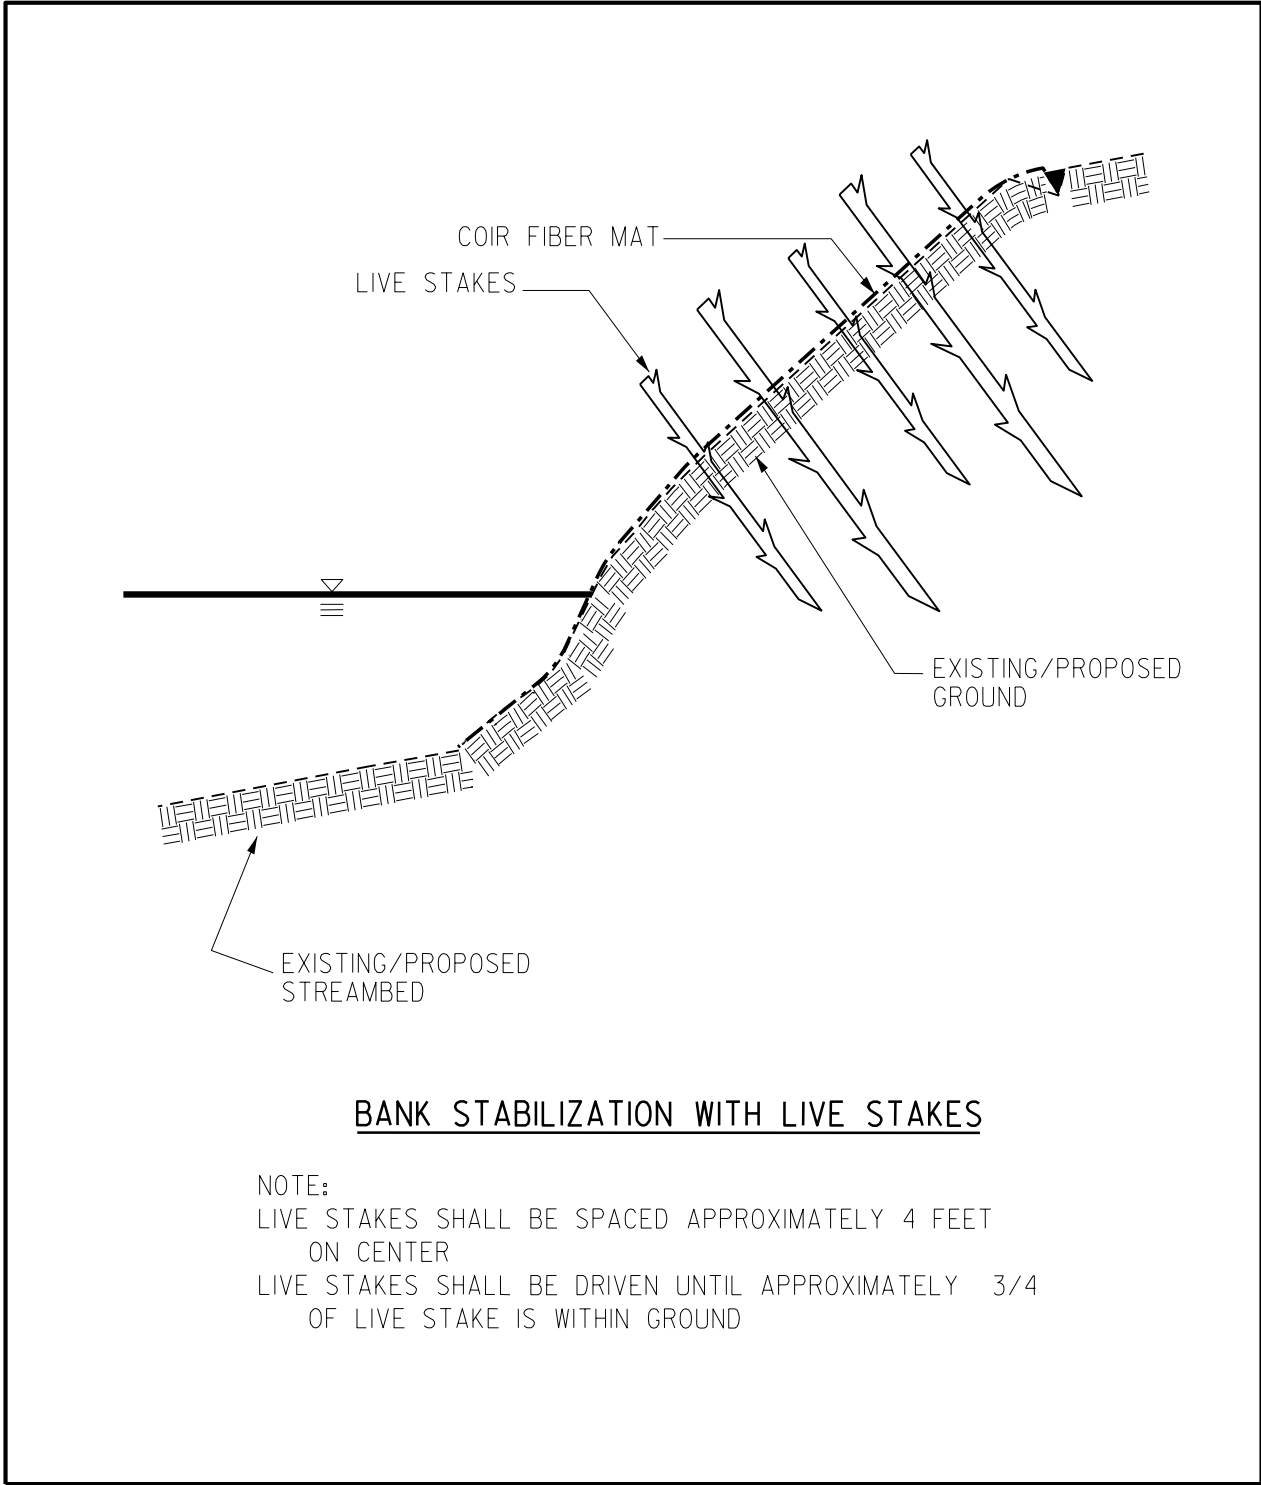 COIR FIBER MAT
LIVE STAKES
EXISTING/PROPOSED
GROUND
EXISTING/PROPOSED
STREAMBED
BANK STABILIZATION WITH LIVE STAKES
NOTE:
LIVE STAKES SHALL BE SPACED APPROXIMATELY 4 FEET
ON CENTER
LIVE STAKES SHALL BE DRIVEN UNTIL APPROXIMATELY 3/4
OF LIVE STAKE IS WITHIN GROUND